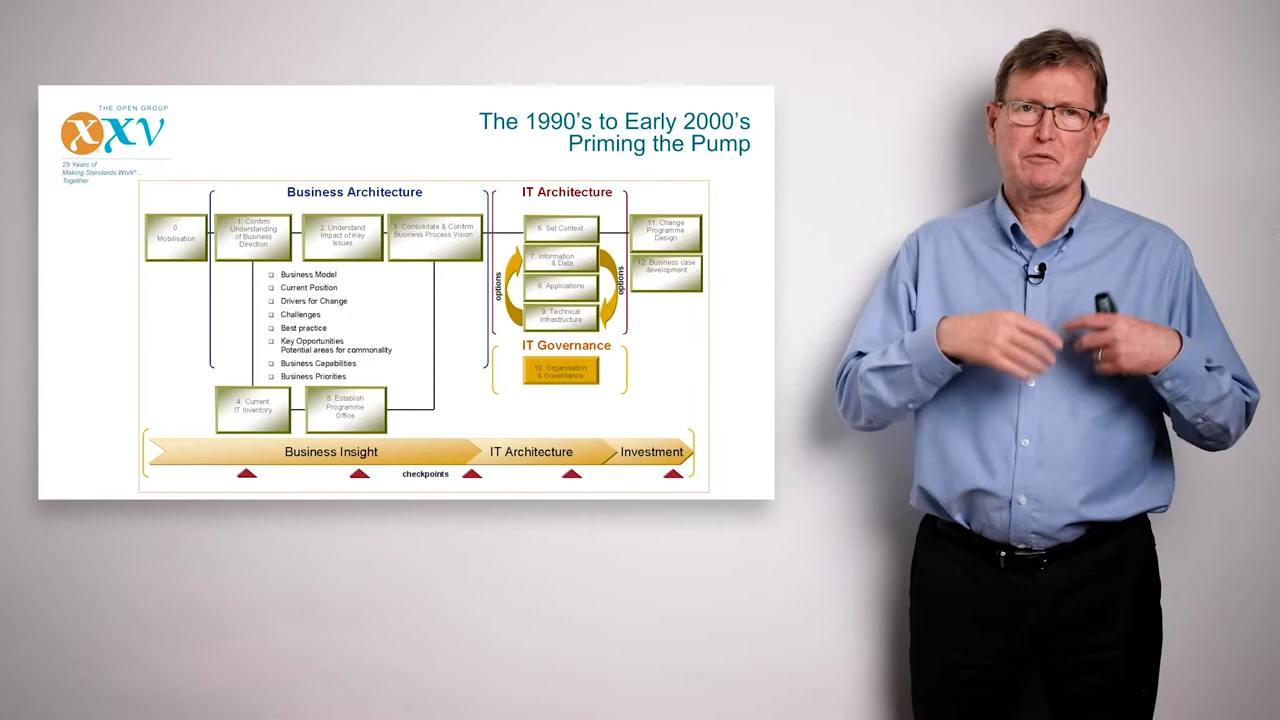 THE OPEN GROUP
XXV
25 Years of
Making Standards Work®...
Together
The 1990's to Early 2000's
Priming the Pump
Business Architecture
IT Architecture
0.
Mobilisation
1. Confirm
Understanding
of Business
Direction
2. Understand
Impact of Key
Issues
3. Consolidate & Confirm
Business Process Vision
6. Set Context
7. Information
& Data
8. Applications
9. Technical
Infrastructure
options
options
11. Change
Programme
Design
12. Business case
development
Business Model
Current Position
Drivers for Change
Challenges
Best practice
Key Opportunities
Potential areas for commonality
Business Capabilities
Business Priorities
IT Governance
10. Organisation
& Governance
4. Current
IT Inventory
5. Establish
Programme
Office
Business Insight
IT Architecture
Investment
checkpoints